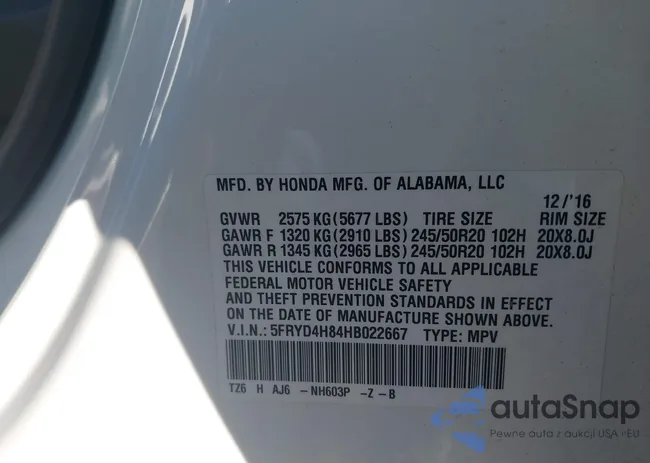 MFD. BY HONDA MFG. OF ALABAMA, LLC
12/'16
GVWR 2575 KG(5677 LBS) TIRE SIZE RIM SIZE
GAWR F 1320 KG(2910 LBS) 245/50R20 102H 20X8.0J
GAWR R 1345 KG(2965 LBS) 245/50R20 102H 20X8.0J
THIS VEHICLE CONFORMS TO ALL APPLICABLE
FEDERAL MOTOR VEHICLE SAFETY
AND THEFT PREVENTION STANDARDS IN EFFECT
ON THE DATE OF MANUFACTURE SHOWN ABOVE.
V.I.N.: 5FRYD4H84HB022667 TYPE: MPV
TZ6 H AJ6 -NH603P -Z -B
autoSnap
Pewne auta z aukcji USA i EU